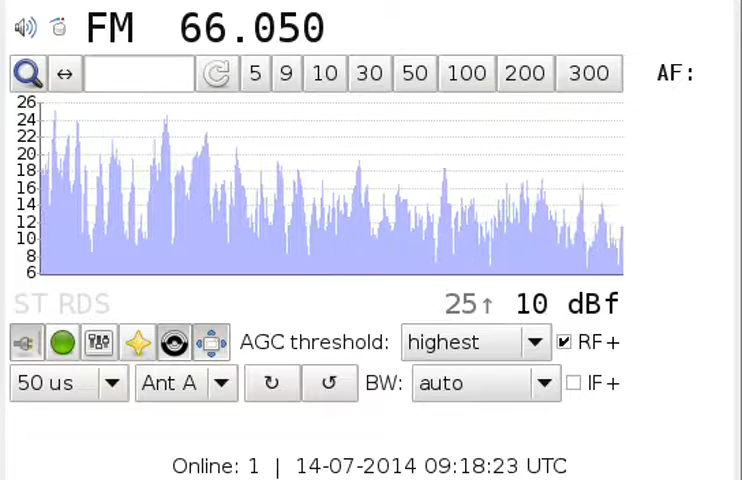 FM 66.050
5 9 10 30 50 100 200 300 AF:
26
24
22
20
18
16
14
12
10
8
6
ST RDS 25↑ 10 dBf
AGC threshold: highest RF+
50 us Ant A ↻ ↺ BW: auto IF+
Online: 1 | 14-07-2014 09:18:23 UTC